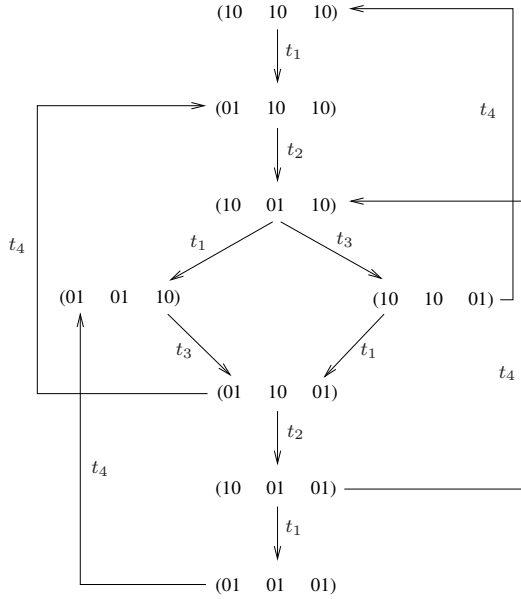 (10 10 10)
t₁
t₄
(01 10 10)
t₂
(10 01 10)
t₄ t₁ t₃
(01 01 10) (10 10 01)
t₃ t₁
t₄
(01 10 01)
t₂
t₄
(10 01 01)
t₁
(01 01 01)